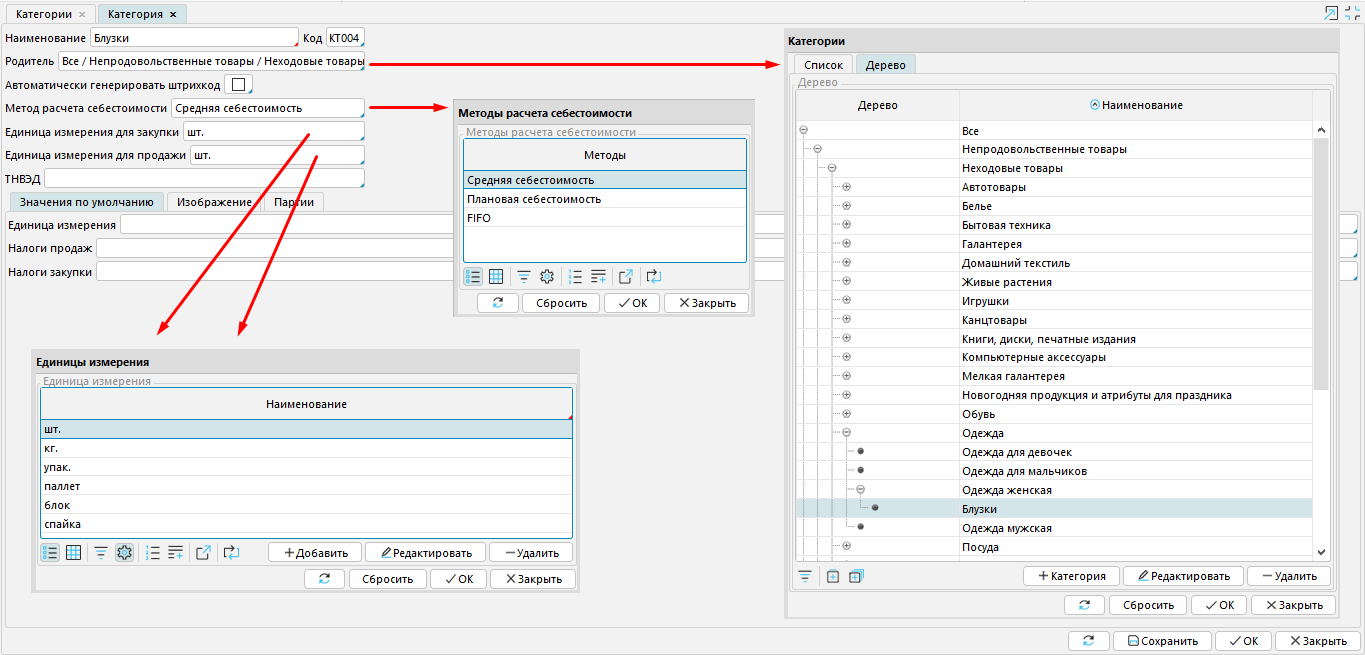 Категории × Категория ×
Наименование Блузки Код КТ004
Родитель Все / Непродовольственные товары / Неходовые товары
Автоматически генерировать штрихкод
Метод расчета себестоимости Средняя себестоимость
Единица измерения для закупки шт.
Единица измерения для продажи шт.
ТНВЭД
Значения по умолчанию Изображение Партии
Единица измерения
Налоги продаж
Налоги закупки
Методы расчета себестоимости
Методы расчета себестоимости
Методы
Средняя себестоимость
Плановая себестоимость
FIFO
Сбросить ОК Закрыть
Единицы измерения
Единица измерения
Наименование
шт.
кг.
упак.
паллет
блок
спайка
Добавить Редактировать Удалить
Сбросить ОК Закрыть
Категории
Список Дерево
Дерево
Дерево Наименование
Все
Непродовольственные товары
Неходовые товары
Автотовары
Белье
Бытовая техника
Галантерея
Домашний текстиль
Живые растения
Игрушки
Канцтовары
Книги, диски, печатные издания
Компьютерные аксессуары
Мелкая галантерея
Новогодняя продукция и атрибуты для праздника
Обувь
Одежда
Одежда для девочек
Одежда для мальчиков
Одежда женская
Блузки
Одежда мужская
Посуда
Категория Редактировать Удалить
Сбросить ОК Закрыть
Сохранить ОК Закрыть